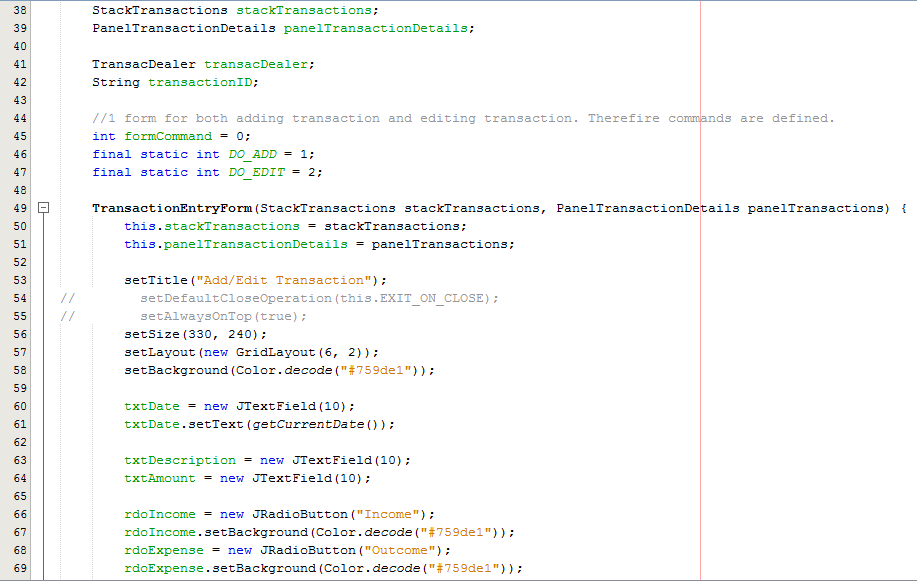 38 StackTransactions stackTransactions;
39 PanelTransactionDetails panelTransactionDetails;
40
41 TransacDealer transacDealer;
42 String transactionID;
43
44 //1 form for both adding transaction and editing transaction. Therefire commands are defined.
45 int formCommand = 0;
46 final static int DO_ADD = 1;
47 final static int DO_EDIT = 2;
48
49 TransactionEntryForm(StackTransactions stackTransactions, PanelTransactionDetails panelTransactions) {
50 this.stackTransactions = stackTransactions;
51 this.panelTransactionDetails = panelTransactions;
52
53 setTitle("Add/Edit Transaction");
54 // setDefaultCloseOperation(this.EXIT_ON_CLOSE);
55 // setAlwaysOnTop(true);
56 setSize(330, 240);
57 setLayout(new GridLayout(6, 2));
58 setBackground(Color.decode("#759de1"));
59
60 txtDate = new JTextField(10);
61 txtDate.setText(getCurrentDate());
62
63 txtDescription = new JTextField(10);
64 txtAmount = new JTextField(10);
65
66 rdoIncome = new JRadioButton("Income");
67 rdoIncome.setBackground(Color.decode("#759de1"));
68 rdoExpense = new JRadioButton("Outcome");
69 rdoExpense.setBackground(Color.decode("#759de1"));